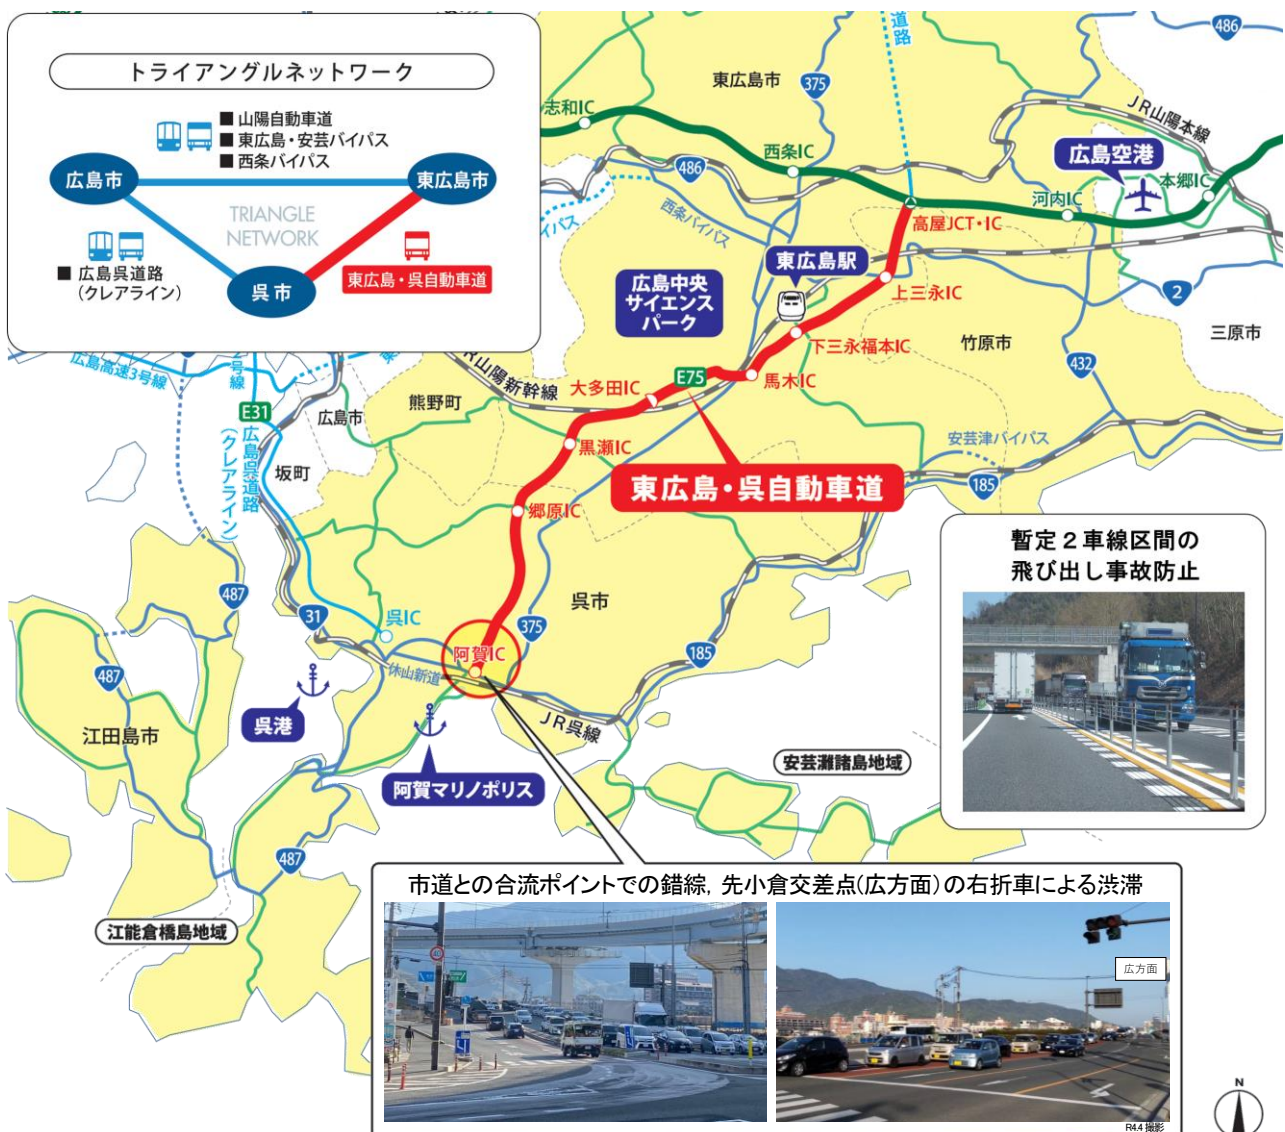 トライアングルネットワーク
■ 山陽自動車道
■ 東広島・安芸バイパス
■ 西条バイパス
広島市
東広島市
TRIANGLE
NETWORK
■ 広島呉道路
(クレアライン)
呉市
東広島・呉自動車道
道路
486
東広島市
375
志和IC
JR山陽本線
西条IC
広島空港
486
本郷IC
河内IC
西条バイパス
イパス
高屋JCT・IC
東広島駅
広島中央
サイエンス
パーク
上三永IC
2
三原市
下三永福本IC
竹原市
432
広島高速3号線
2号線
R山陽新幹線
E75
馬木IC
大多田IC
熊野町
E31
広島市
広島呉道路
(クレアライン)
坂町
黒瀬IC
安芸津バイパス
185
東広島・呉自動車道
郷原IC
暫定2車線区間の
飛び出し事故防止
487
31
呉IC
呉市
375
阿賀IC
185
休山新道
487
呉港
JR呉線
江田島市
阿賀マリノポリス
安芸灘諸島地域
487
江能倉橋島地域
市道との合流ポイントでの錯綜, 先小倉交差点(広方面)の右折車による渋滞
40
広方面
N
R4.4 撮影